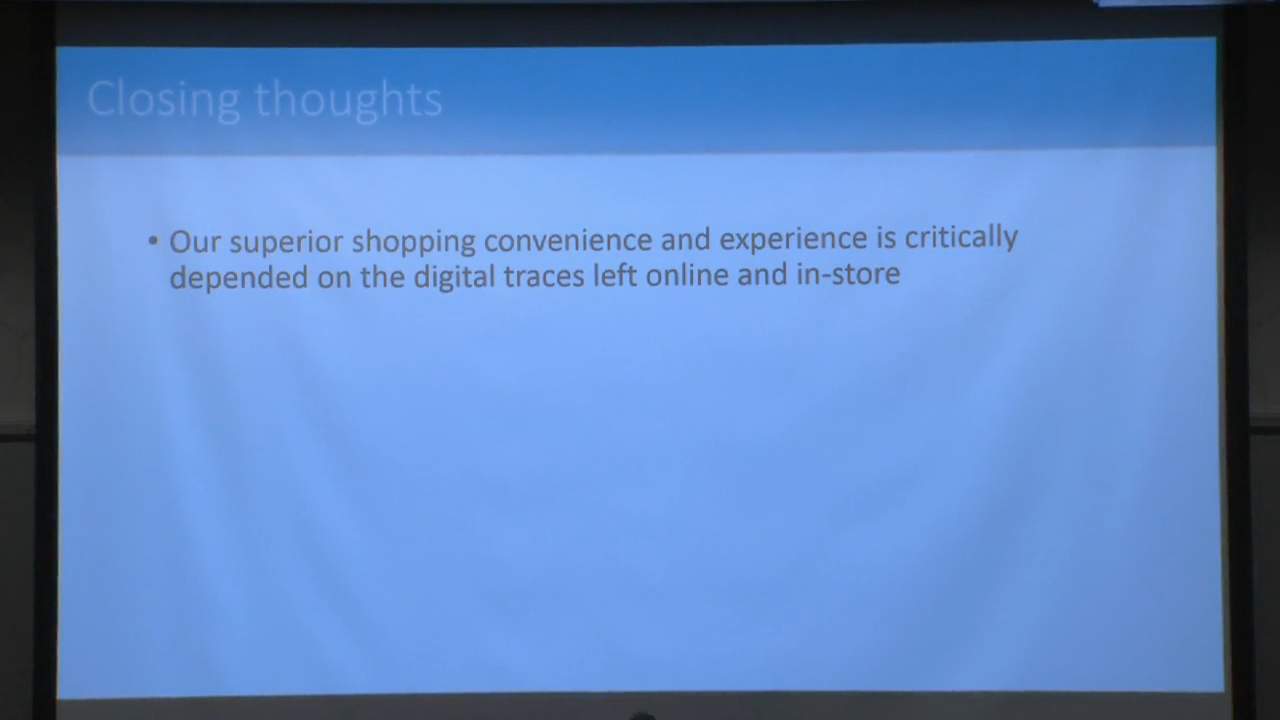 Closing thoughts
• Our superior shopping convenience and experience is critically
depended on the digital traces left online and in-store